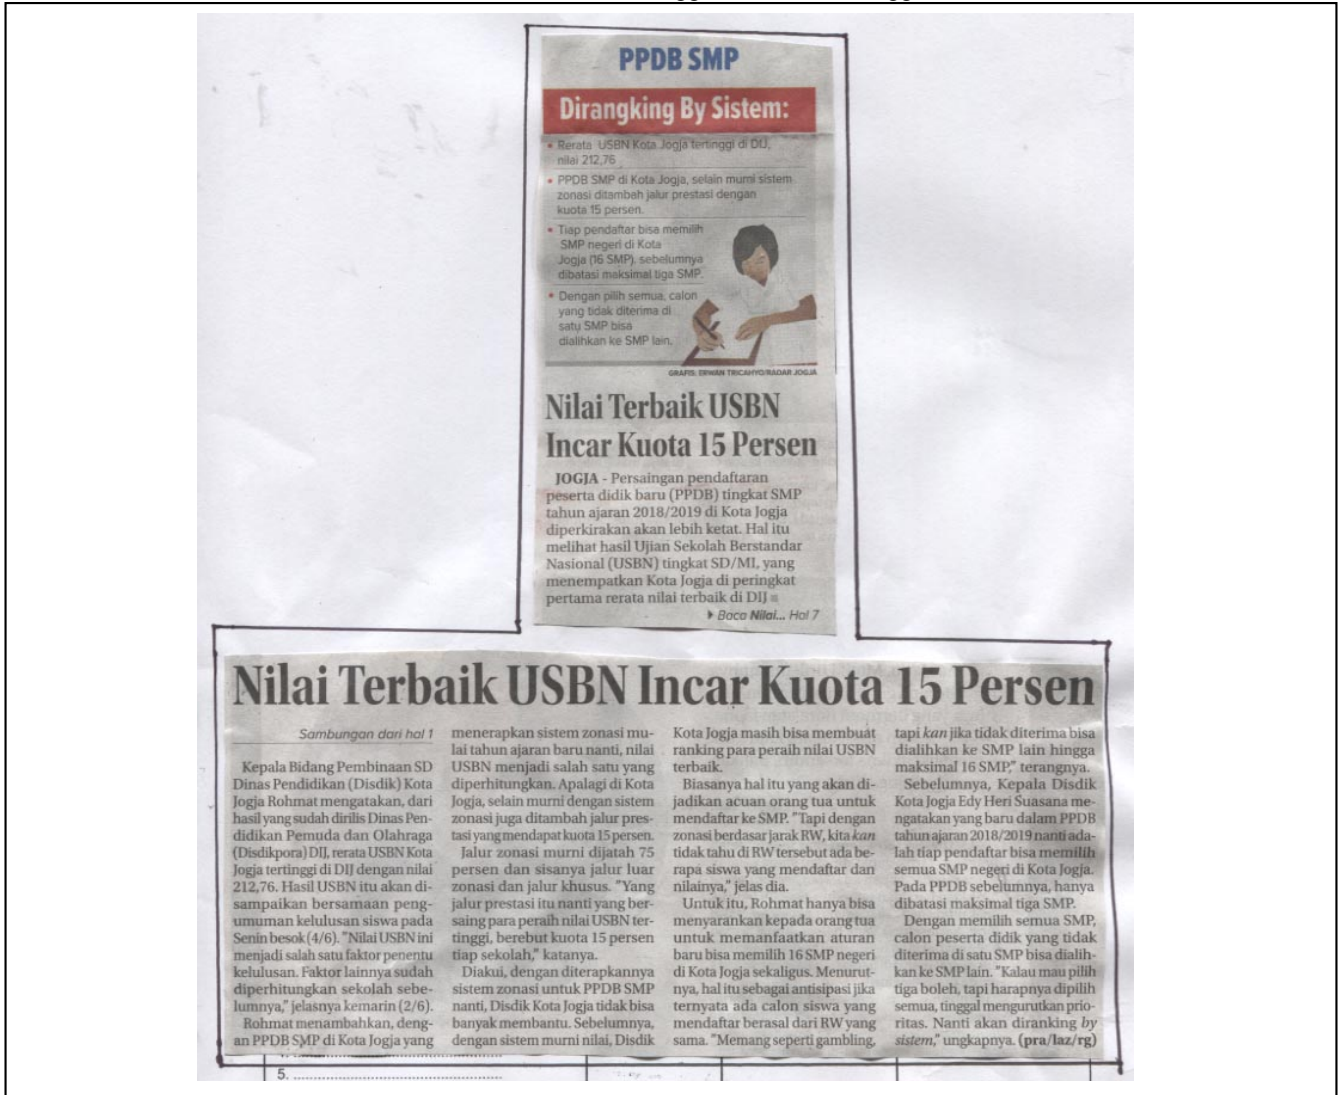 PPDB SMP
Dirangking By Sistem:
• Rerata USBN Kota Jogja tertinggi di DIJ,
nilai 212,76
• PPDB SMP di Kota Jogja, selain murni sistem
zonasi ditambah jalur prestasi dengan
kuota 15 persen.
• Tiap pendaftar bisa memilih
SMP negeri di Kota
Jogja (16 SMP). sebelumnya
dibatasi maksimal tiga SMP.
• Dengan pilih semua, calon
yang tidak diterima di
satu SMP bisa
dialihkan ke SMP lain.
GRAFIS: ERWAN TRICAHYO/RADAR JOGJA
Nilai Terbaik USBN
Incar Kuota 15 Persen
JOGJA - Persaingan pendaftaran
peserta didik baru (PPDB) tingkat SMP
tahun ajaran 2018/2019 di Kota Jogja
diperkirakan akan lebih ketat. Hal itu
melihat hasil Ujian Sekolah Berstandar
Nasional (USBN) tingkat SD/MI, yang
menempatkan Kota Jogja di peringkat
pertama rerata nilai terbaik di DIJ
Baca Nilai... Hal 7
Nilai Terbaik USBN Incar Kuota 15 Persen
Sambungan dari hal 1
Kepala Bidang Pembinaan SD
Dinas Pendidikan (Disdik) Kota
Jogja Rohmat mengatakan, dari
hasil yang sudah dirilis Dinas Pen-
didikan Pemuda dan Olahraga
(Disdikpora) DIJ, rerata USBN Kota
Jogja tertinggi di DIJ dengan nilai
212,76. Hasil USBN itu akan di-
sampaikan bersamaan peng-
umuman kelulusan siswa pada
Senin besok (4/6). "Nilai USBN ini
menjadi salah satu faktor penentu
kelulusan. Faktor lainnya sudah
diperhitungkan sekolah sebe-
lumnya," jelasnya kemarin (2/6).
Rohmat menambahkan, deng-
an PPDB SMP di Kota Jogja yang
menerapkan sistem zonasi mu-
lai tahun ajaran baru nanti, nilai
USBN menjadi salah satu yang
diperhitungkan. Apalagi di Kota
Jogja, selain murni dengan sistem
zonasi juga ditambah jalur pres-
tasi yang mendapat kuota 15 persen.
Jalur zonasi murni dijatah 75
persen dan sisanya jalur luar
zonasi dan jalur khusus. "Yang
jalur prestasi itu nanti yang ber-
saing para peraih nilai USBN ter-
tinggi, berebut kuota 15 persen
tiap sekolah," katanya.
Diakui, dengan diterapkannya
sistem zonasi untuk PPDB SMP
nanti, Disdik Kota Jogja tidak bisa
banyak membantu. Sebelumnya,
dengan sistem murni nilai, Disdik
Kota Jogja masih bisa membuat
ranking para peraih nilai USBN
terbaik.
Biasanya hal itu yang akan di-
jadikan acuan orang tua untuk
mendaftar ke SMP. "Tapi dengan
zonasi berdasar jarak RW, kita kan
tidak tahu di RW tersebut ada be-
rapa siswa yang mendaftar dan
nilainya," jelas dia.
Untuk itu, Rohmat hanya bisa
menyarankan kepada orang tua
untuk memanfaatkan aturan
baru bisa memilih 16 SMP negeri
di Kota Jogja sekaligus. Menurut-
nya, hal itu sebagai antisipasi jika
ternyata ada calon siswa yang
mendaftar berasal dari RW yang
sama. "Memang seperti gambling,
tapi kan jika tidak diterima bisa
dialihkan ke SMP lain hingga
maksimal 16 SMP," terangnya.
Sebelumnya, Kepala Disdik
Kota Jogja Edy Heri Suasana me-
ngatakan yang baru dalam PPDB
tahun ajaran 2018/2019 nanti ada-
lah tiap pendaftar bisa memilih
semua SMP negeri di Kota Jogja.
Pada PPDB sebelumnya, hanya
dibatasi maksimal tiga SMP.
Dengan memilih semua SMP,
calon peserta didik yang tidak
diterima di satu SMP bisa dialih-
kan ke SMP lain. "Kalau mau pilih
tiga boleh, tapi harapnya dipilih
semua, tinggal mengurutkan prio-
ritas. Nanti akan diranking by
sistem," ungkapnya. (pra/laz/rg)
5. ..........................................................